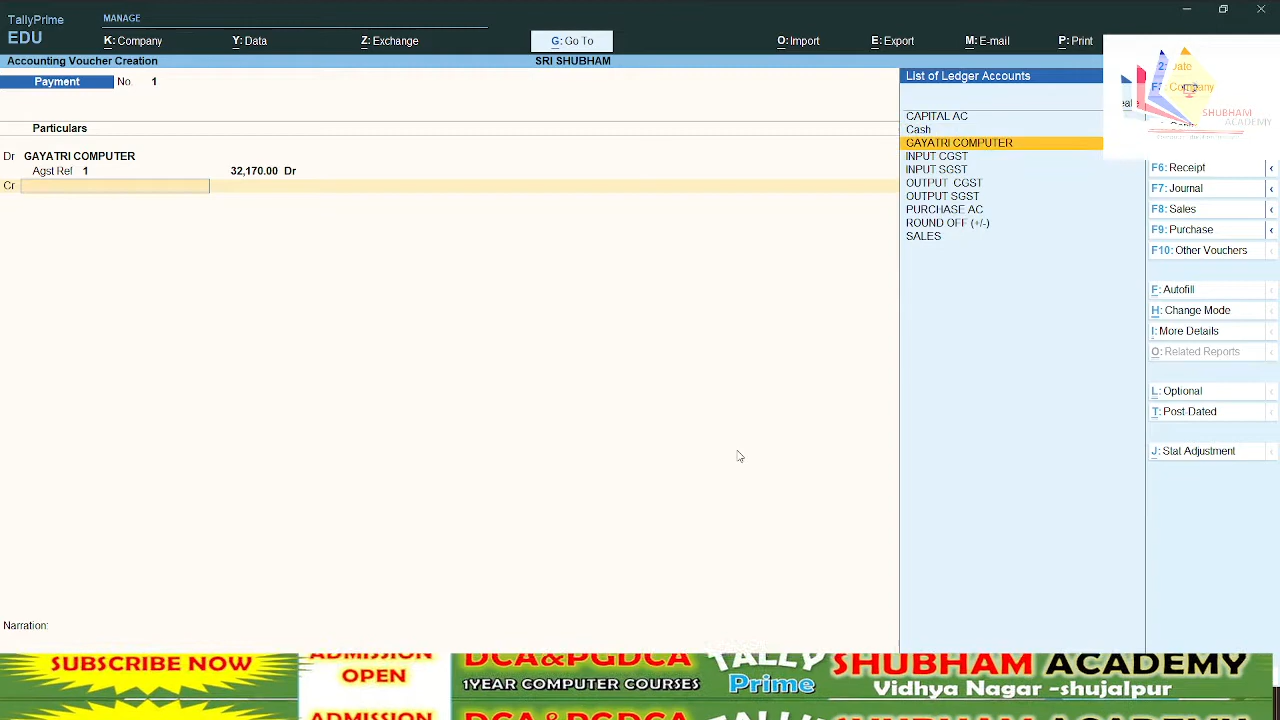 TallyPrime
EDU
MANAGE
K: Company
Y: Data
Z: Exchange
G: Go To
O: Import
E: Export
M: E-mail
P: Print
Accounting Voucher Creation
SRI SHUBHAM
Payment No. 1
Particulars
Dr GAYATRI COMPUTER
Agst Ref 1 32,170.00 Dr
Cr
Narration:
List of Ledger Accounts
CAPITAL AC
Cash
GAYATRI COMPUTER
INPUT CGST
INPUT SGST
OUTPUT CGST
OUTPUT SGST
PURCHASE AC
ROUND OFF (+/-)
SALES
Company
SHUBHAM
ACADEMY
F6: Receipt
F7: Journal
F8: Sales
F9: Purchase
F10: Other Vouchers
F: Autofill
H: Change Mode
I: More Details
O: Related Reports
L: Optional
T: Post-Dated
J: Stat Adjustment
SUBSCRIBE NOW
ADMISSION
OPEN
DCA&PGDCA
1YEAR COMPUTER COURSES
TALLY
Prime
SHUBHAM ACADEMY
Vidhya Nagar -shujalpur
ADMISSION